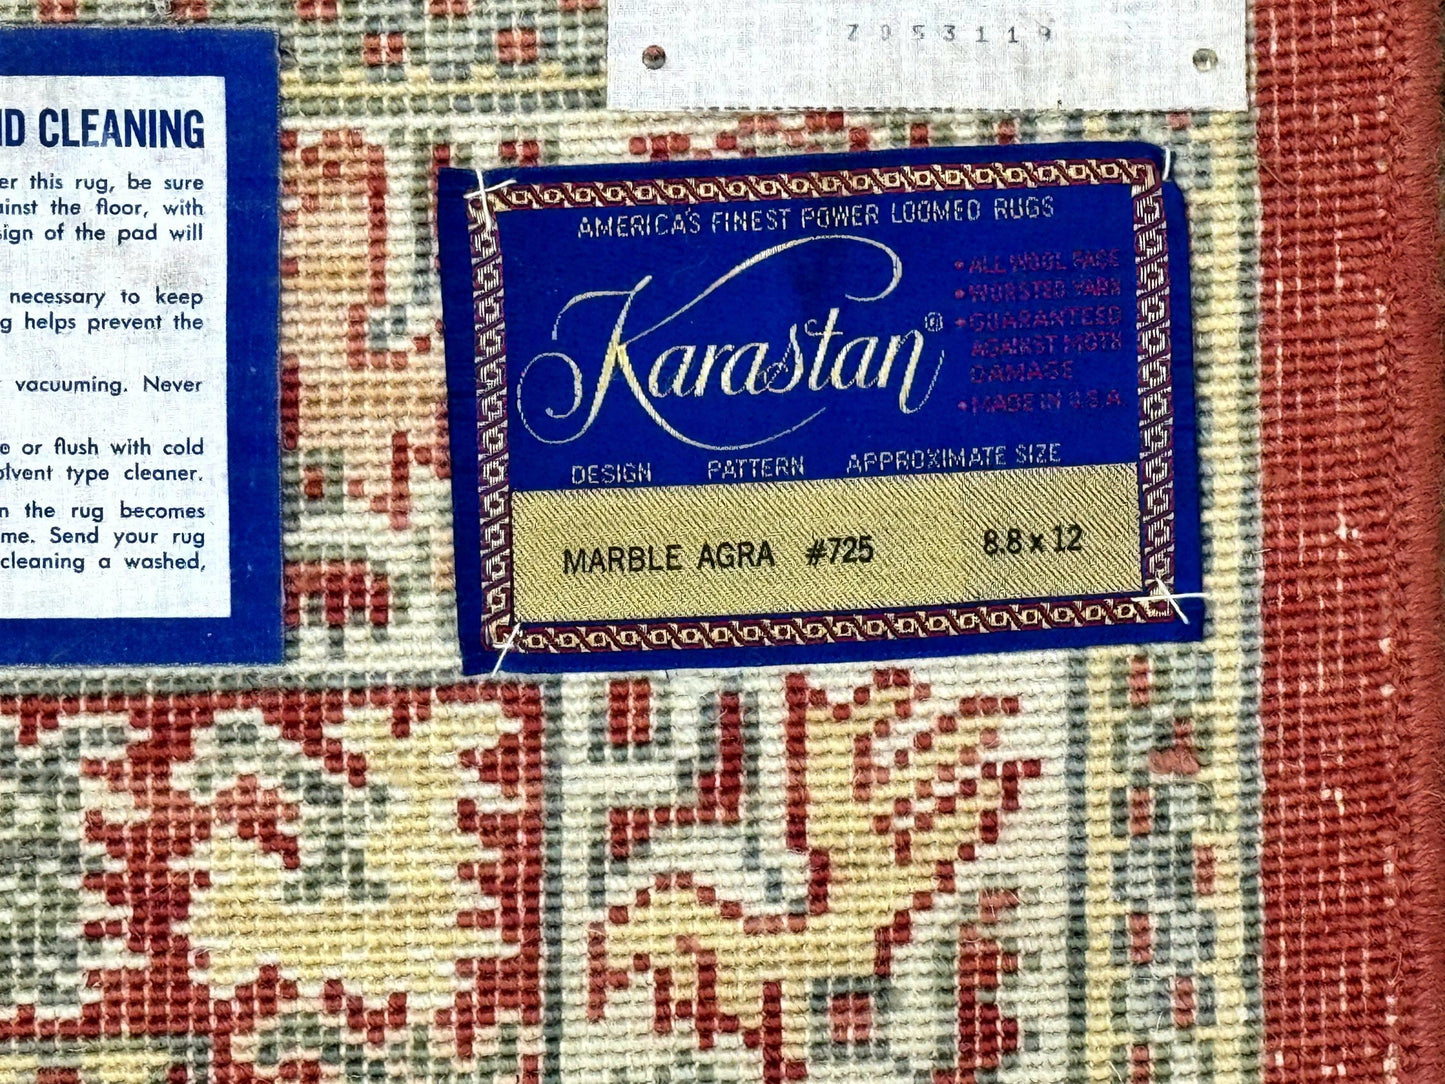 7053119
D CLEANING
er this rug, be sure
ainst the floor, with
sign of the pad will
necessary to keep
g helps prevent the
vacuuming. Never
e or flush with cold
olvent type cleaner.
n the rug becomes
me. Send your rug
cleaning a washed,
AMERICA'S FINEST POWER LOOMED RUGS
Karastan®
• ALL WOOL FACE
• WORSTED YARN
• GUARANTEED
AGAINST MOTH
DAMAGE
• MADE IN U.S.A.
DESIGN PATTERN APPROXIMATE SIZE
MARBLE AGRA #725 8.8 x 12